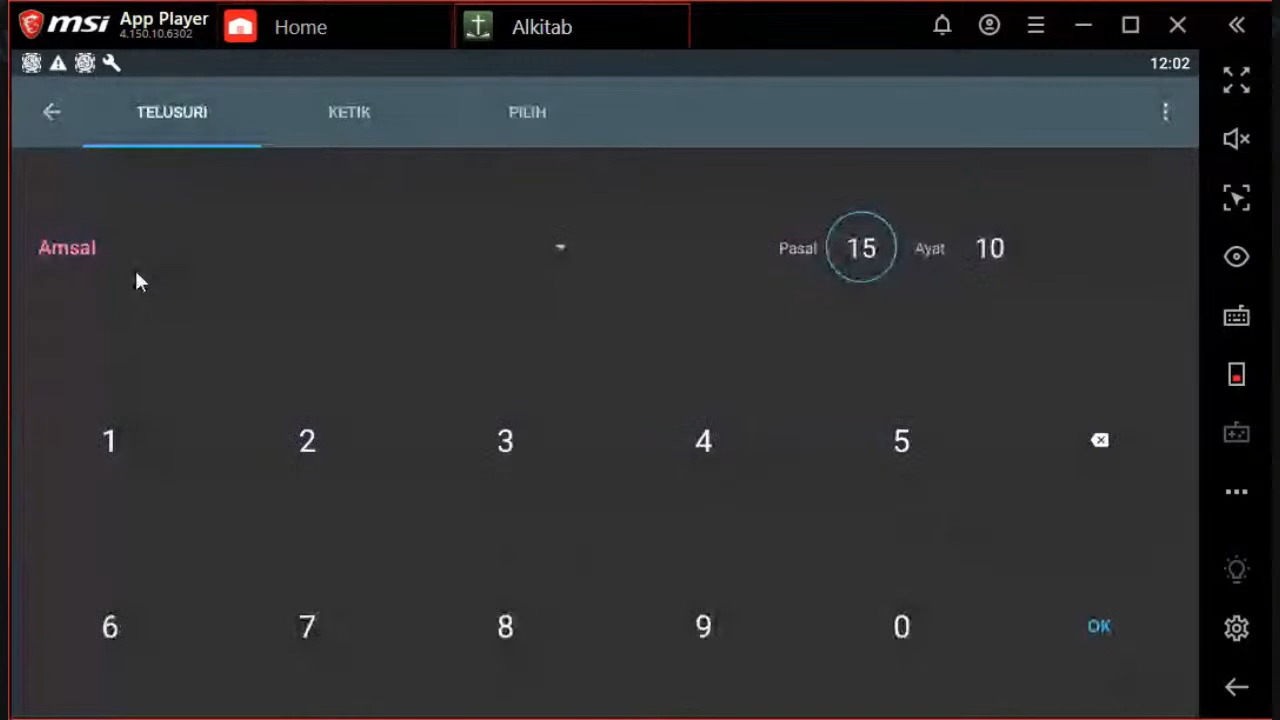 msi App Player
4.150.10.6302
Home
Alkitab
12:02
TELUSURI
KETIK
PILIH
Amsal
Pasal
15
Ayat
10
1
2
3
4
5
6
7
8
9
0
OK